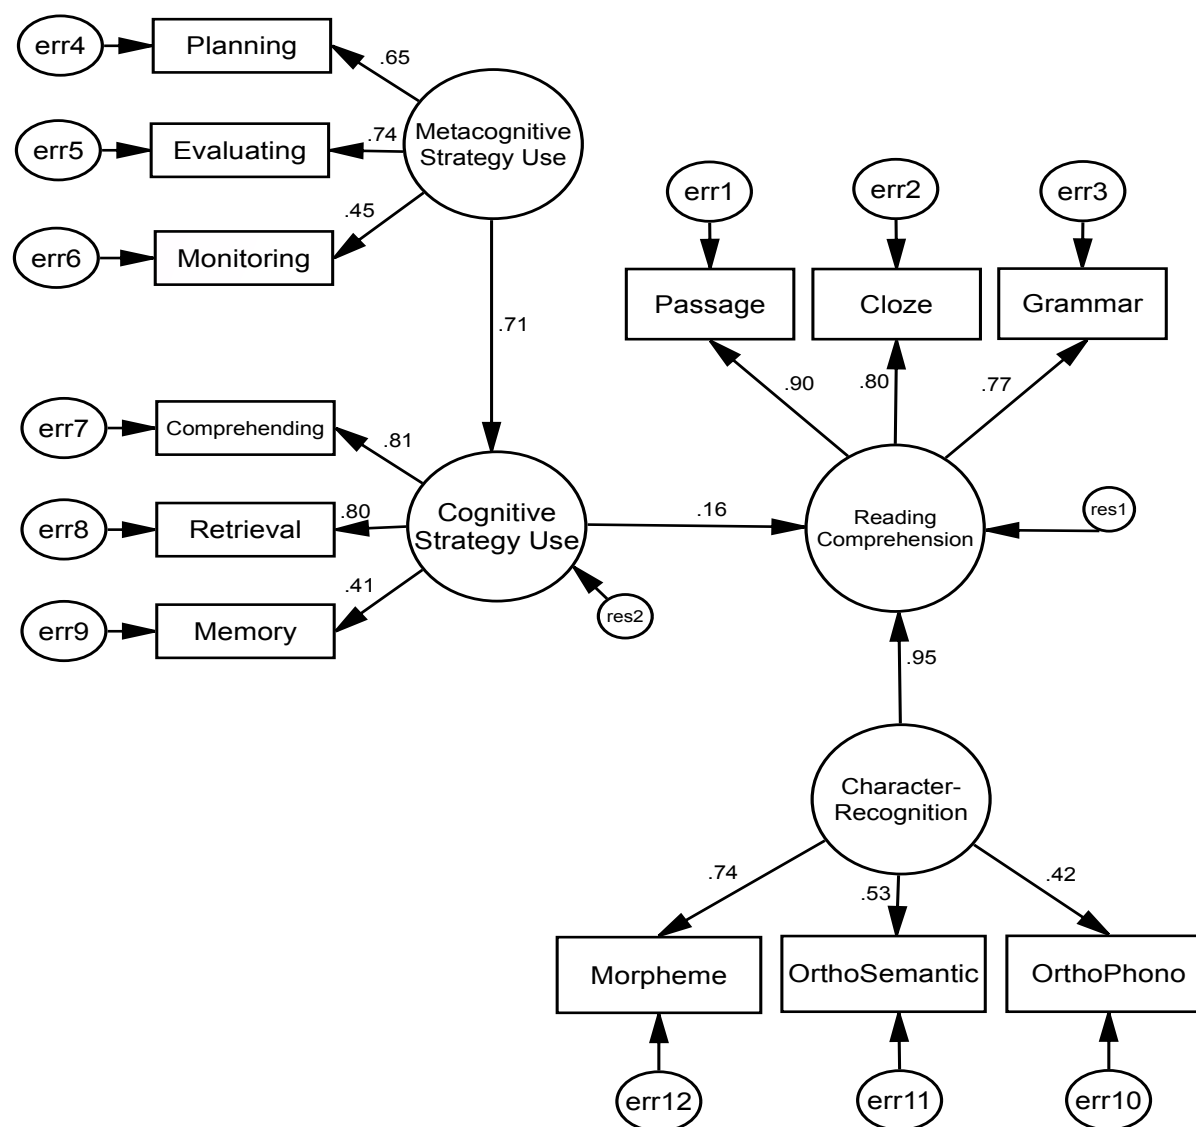 err4
Planning
.65
err5
Evaluating
.74
Metacognitive
Strategy Use
err6
Monitoring
.45
.71
err1
err2
err3
Passage
Cloze
Grammar
.90
.80
.77
err7
Comprehending
.81
err8
Retrieval
.80
Cognitive
Strategy Use
.16
Reading
Comprehension
res1
err9
Memory
.41
res2
.95
Character-
Recognition
.74
.53
.42
Morpheme
OrthoSemantic
OrthoPhono
err12
err11
err10